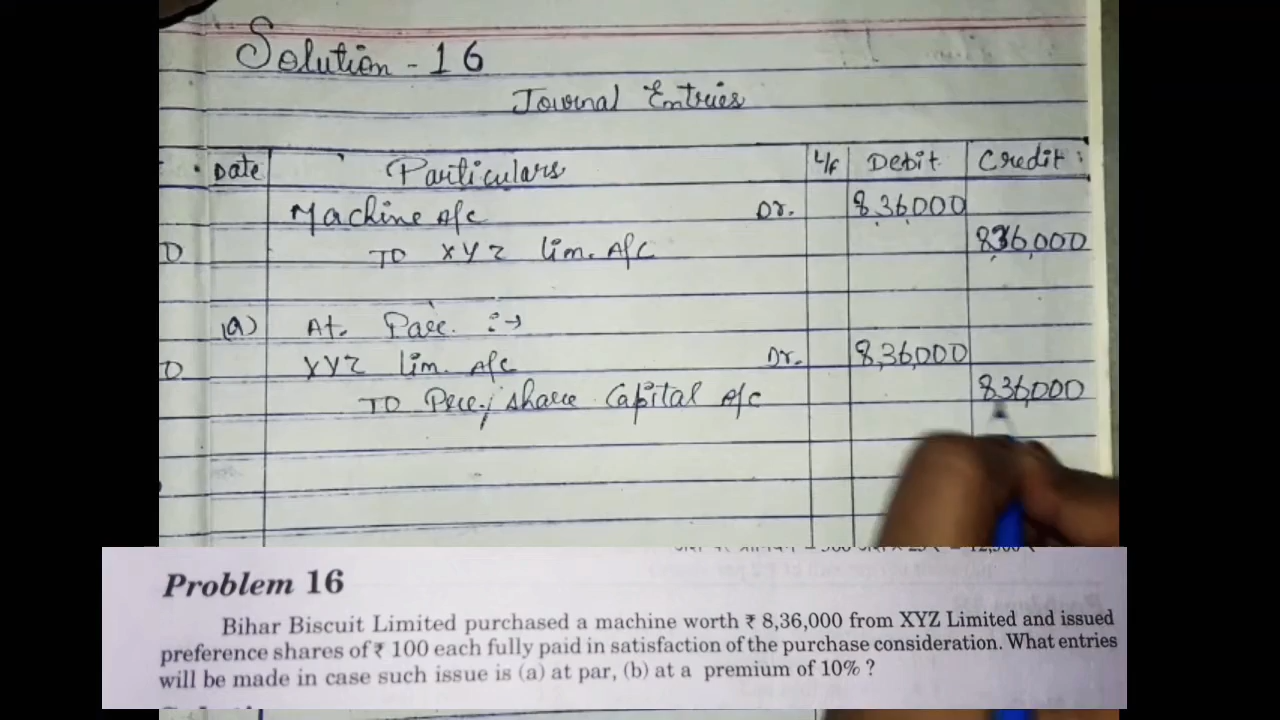 Solution - 16
Journal Entries
Date Particulars L/F Debit Credit
Machine A/c Dr. 8,36,000
TO XYZ lim. A/C 836,000
(a) At. Parr. :→
XYZ lim. A/C Dr. 8,36,000
TO Pree./ share Capital A/c 836,000
Problem 16
Bihar Biscuit Limited purchased a machine worth ₹ 8,36,000 from XYZ Limited and issued
preference shares of ₹ 100 each fully paid in satisfaction of the purchase consideration. What entries
will be made in case such issue is (a) at par, (b) at a premium of 10% ?